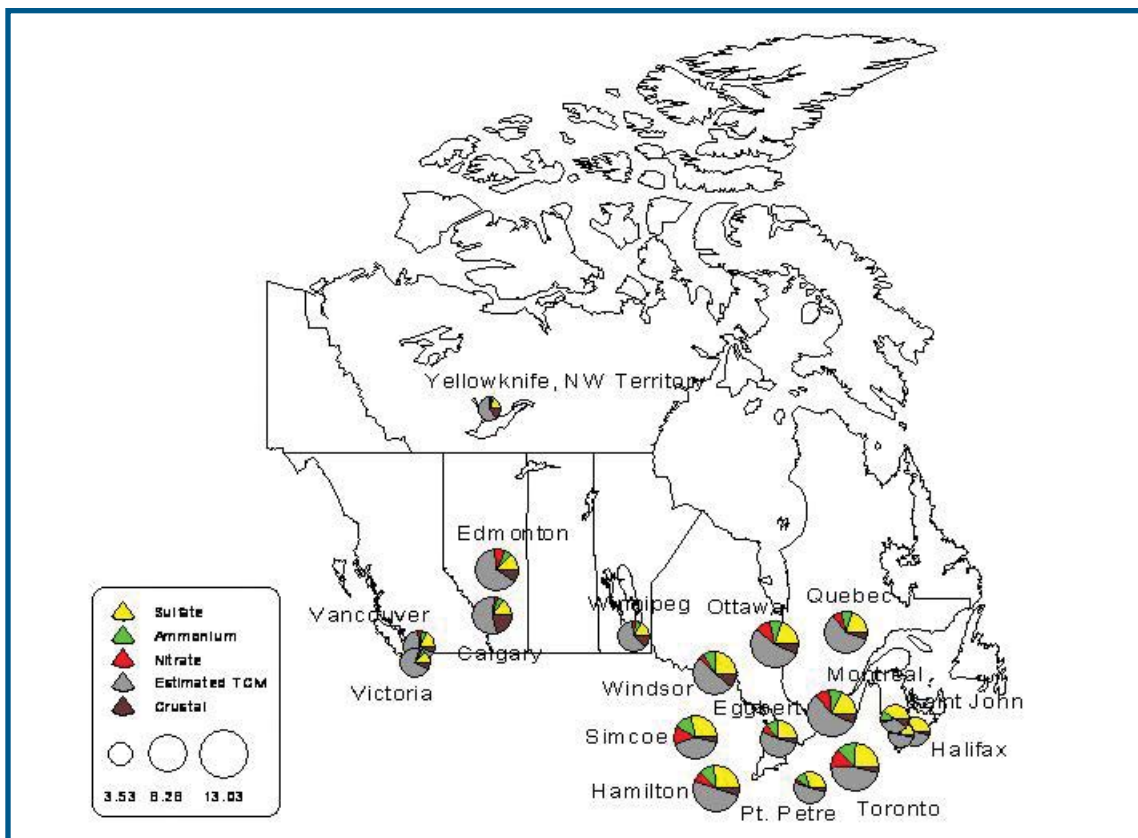 Yellowknife, NW Territory
Edmonton
Vancouver
Winnipeg
Ottawa
Quebec
Calgary
Victoria
Windsor
Montreal
Eggbert
Saint John
Simcoe
Halifax
Hamilton
Pt. Petre
Toronto
Sulfate
Ammonium
Nitrate
Estimated TCM
Crustal
3.53 8.28 13.03